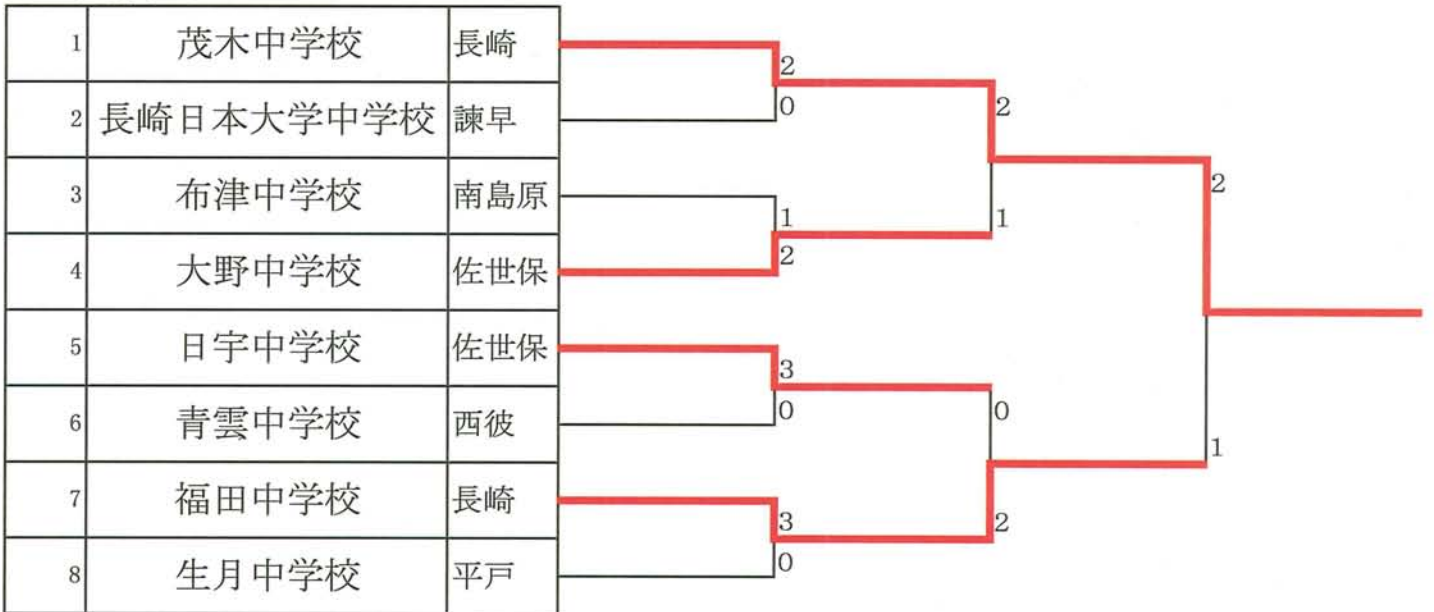 1 茂木中学校 長崎
2 長崎日本大学中学校 諫早
3 布津中学校 南島原
4 大野中学校 佐世保
5 日宇中学校 佐世保
6 青雲中学校 西彼
7 福田中学校 長崎
8 生月中学校 平戸
2
0
1
2
3
0
3
0
2
1
0
2
2
1